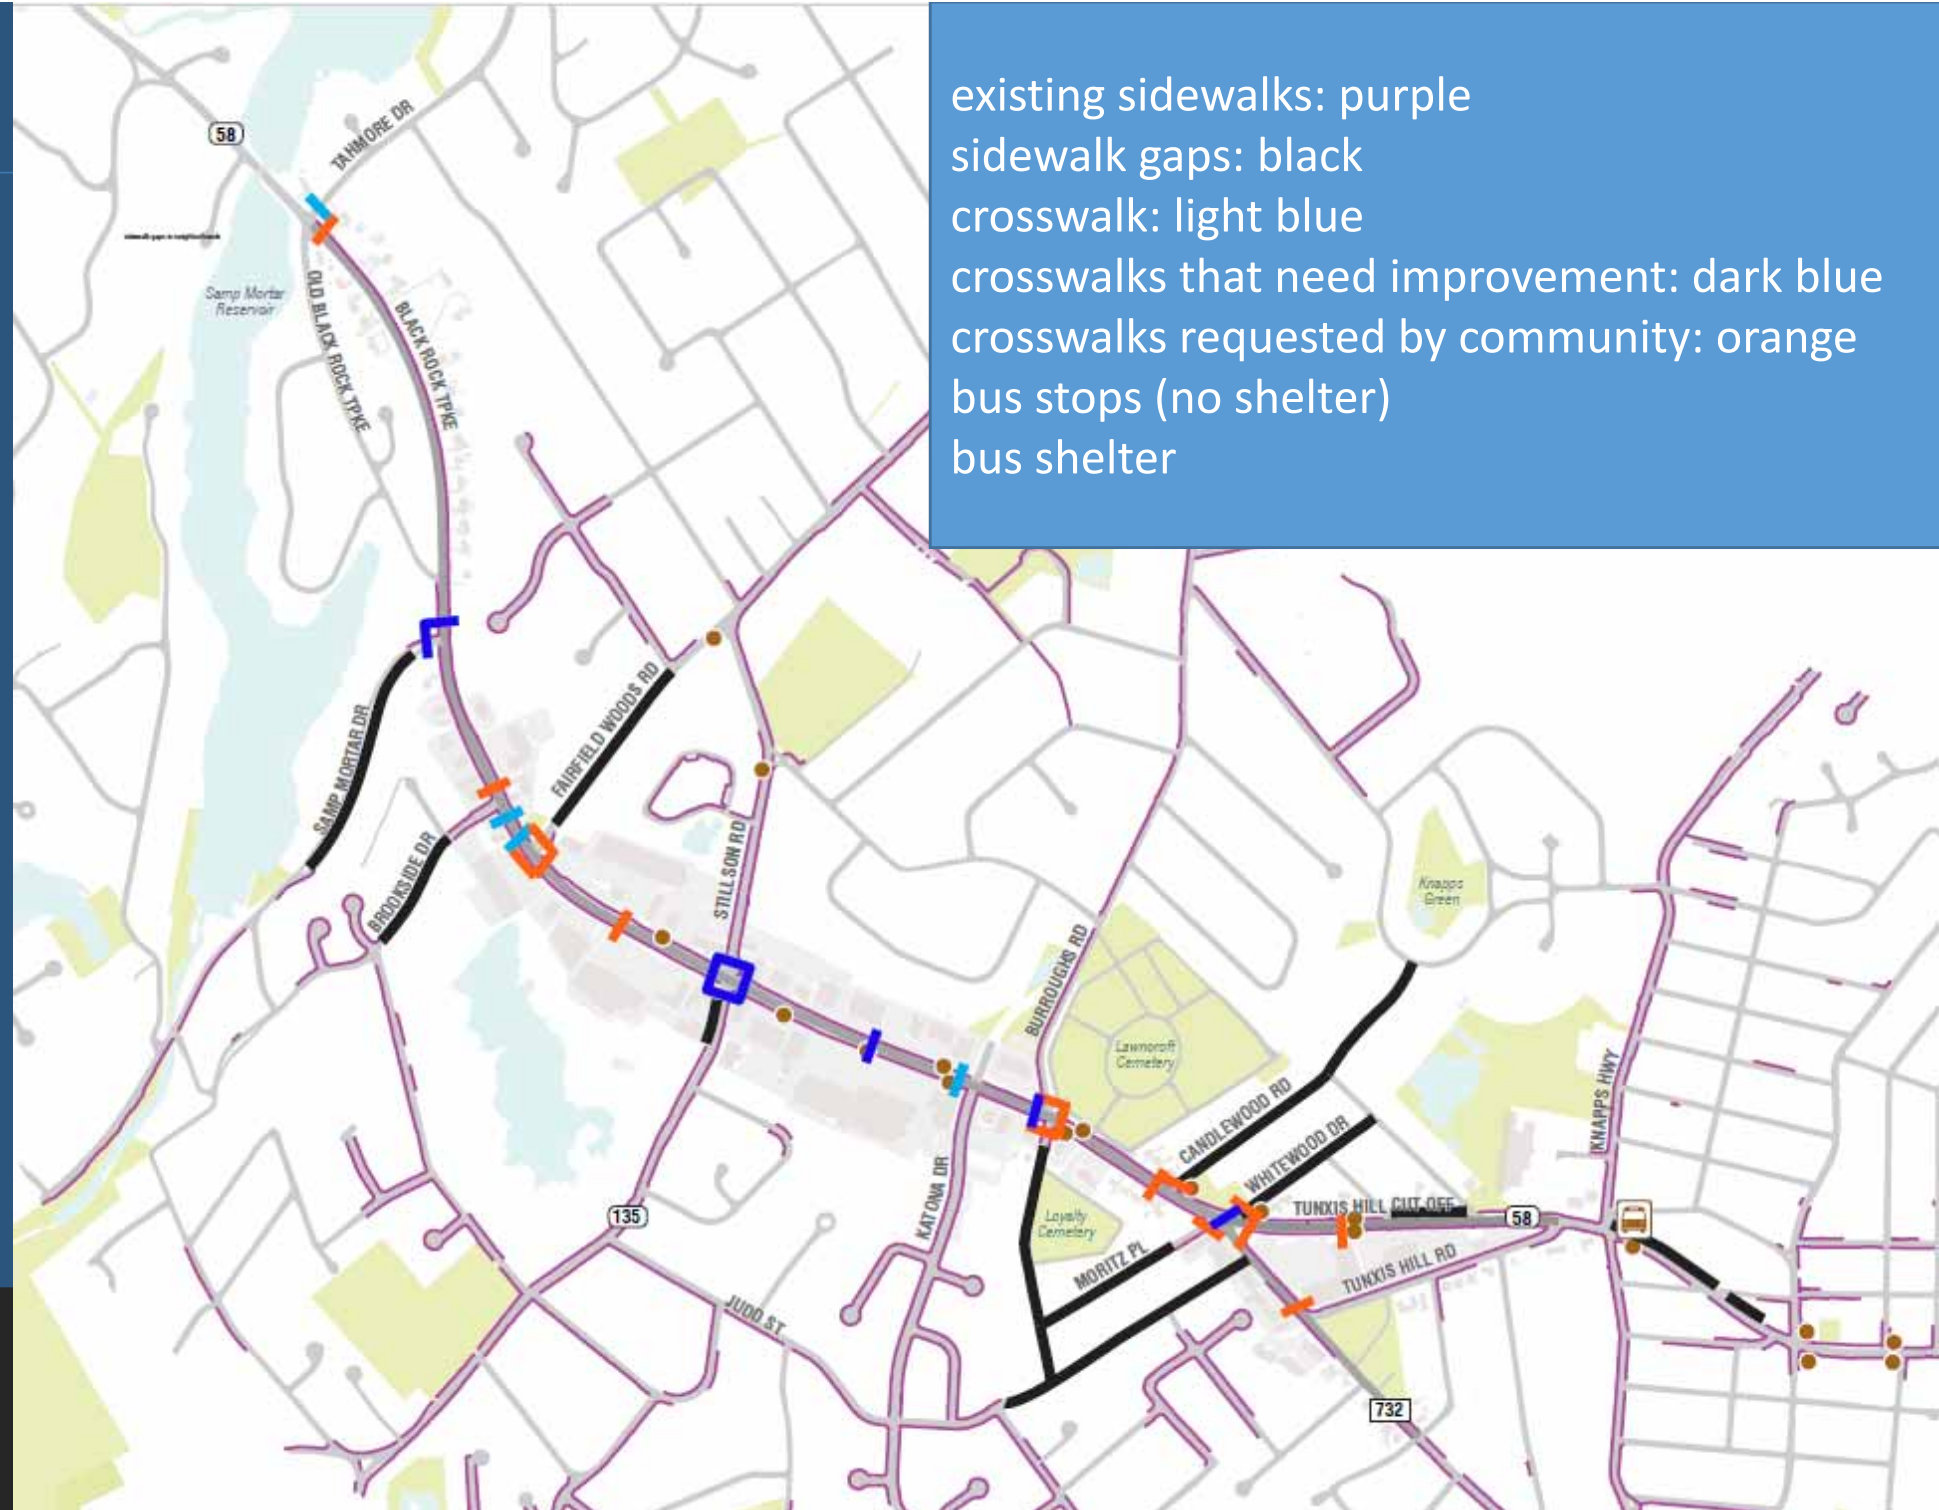 existing sidewalks: purple
sidewalk gaps: black
crosswalk: light blue
crosswalks that need improvement: dark blue
crosswalks requested by community: orange
bus stops (no shelter)
bus shelter
58
TAHMORE DR
Samp Mortar
Reservoir
OLD BLACK ROCK TPKE
BLACK ROCK TPKE
SAMP MORTAR DR
FAIRFIELD WOODS RD
BROOKSIDE DR
STILLSON RD
Knapps
Green
BURROUGHS RD
Lawncroft
Cemetery
CANDLEWOOD RD
WHITEWOOD DR
KNAPPS HWY
KATONA DR
TUNXIS HILL CUT OFF
58
135
Loyalty
Cemetery
MORITZ PL
TUNXIS HILL RD
JUDD ST
732